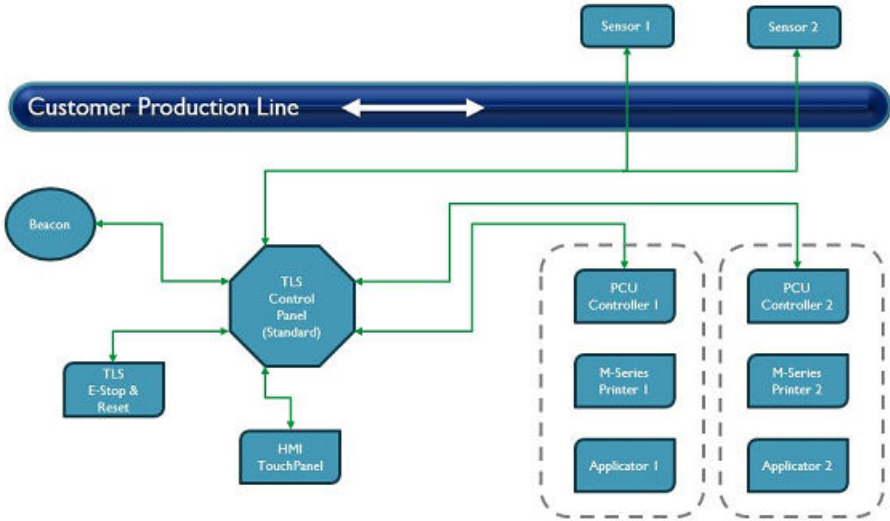 Sensor 1
Sensor 2
Customer Production Line
Beacon
TLS
Control
Panel
(Standard)
PCU
Controller 1
PCU
Controller 2
TLS
E-Stop &
Reset
M-Series
Printer 1
M-Series
Printer 2
HMI
TouchPanel
Applicator 1
Applicator 2